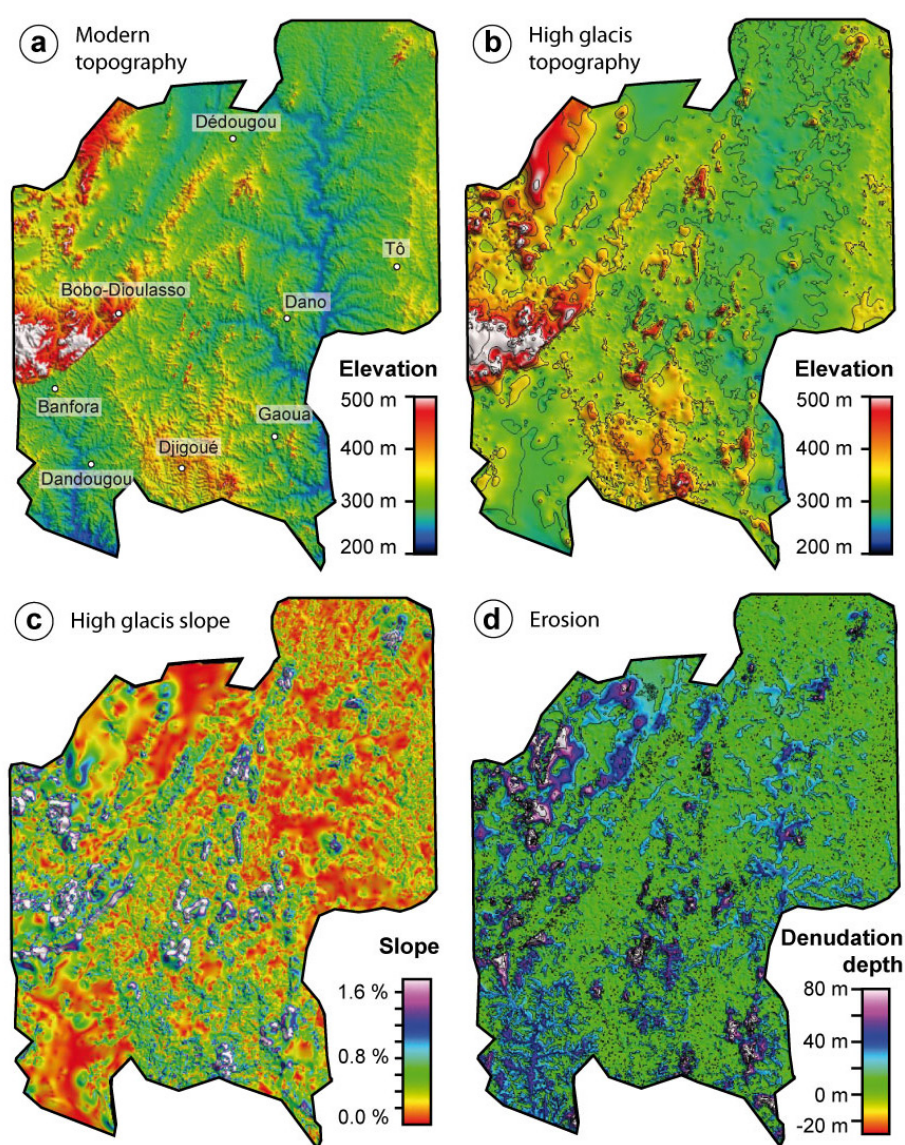 a Modern
topography
Dédougou
Tô
Bobo-Dioulasso
Dano
Banfora
Gaoua
Djigoué
Dandougou
Elevation
500 m
400 m
300 m
200 m
b High glacis
topography
Elevation
500 m
400 m
300 m
200 m
c High glacis slope
Slope
1.6 %
0.8 %
0.0 %
d Erosion
Denudation
depth
80 m
40 m
0 m
-20 m